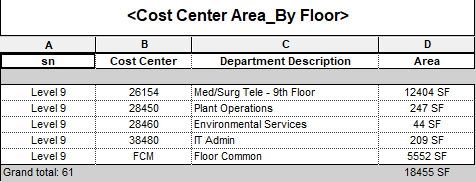 <Cost Center Area_By Floor>
A B C D
sn Cost Center Department Description Area
Level 9 26154 Med/Surg Tele - 9th Floor 12404 SF
Level 9 28450 Plant Operations 247 SF
Level 9 28460 Environmental Services 44 SF
Level 9 38480 IT Admin 209 SF
Level 9 FCM Floor Common 5552 SF
Grand total: 61 18455 SF